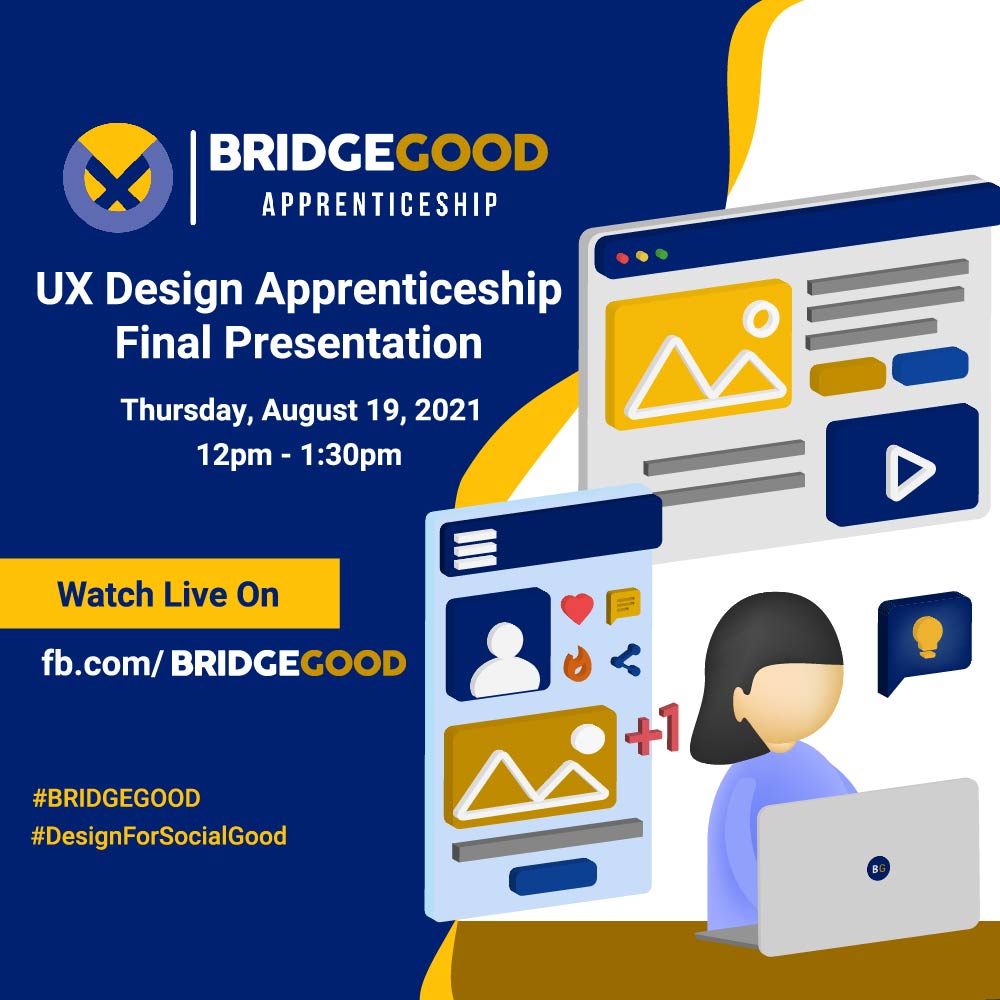 BRIDGEGOOD
APPRENTICESHIP
UX Design Apprenticeship
Final Presentation
Thursday, August 19, 2021
12pm - 1:30pm
Watch Live On
fb.com/ BRIDGEGOOD
+1
#BRIDGEGOOD
#DesignForSocialGood
BG